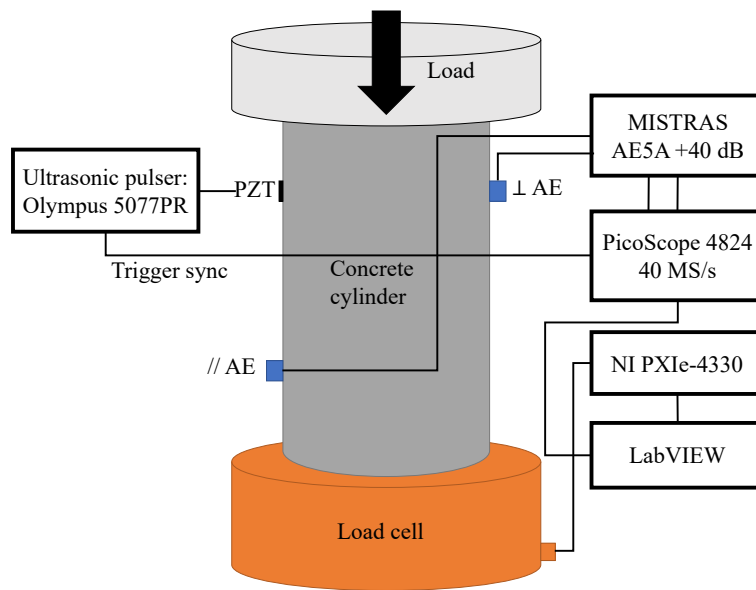 Load
MISTRAS
AE5A +40 dB
Ultrasonic pulser:
Olympus 5077PR
PZT
⊥ AE
PicoScope 4824
40 MS/s
Trigger sync
Concrete
cylinder
// AE
NI PXIe-4330
LabVIEW
Load cell